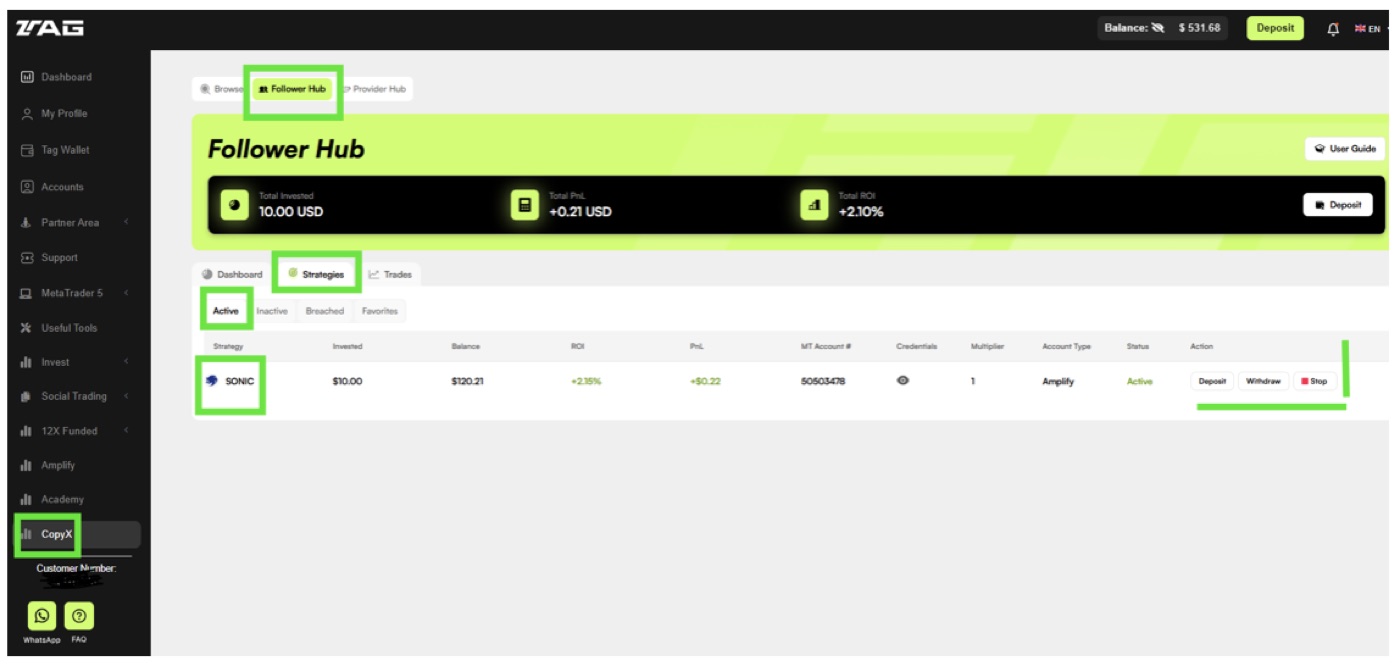 TAG
Balance: $ 531.68 Deposit EN
Dashboard
My Profile
Tag Wallet
Accounts
Partner Area
Support
MetaTrader 5
Useful Tools
Invest
Social Trading
12X Funded
Amplify
Academy
CopyX
Customer Number:
WhatsApp FAQ
Browse Follower Hub Provider Hub
Follower Hub
User Guide
Total Invested
10.00 USD
Total PnL
+0.21 USD
Total ROI
+2.10%
Deposit
Dashboard Strategies Trades
Active Inactive Breached Favorites
Strategy Invested Balance ROI PnL MT Account # Credentials Multiplier Account Type Status Action
SONIC $10.00 $120.21 +2.15% +$0.22 50503478 1 Amplify Active Deposit Withdraw Stop